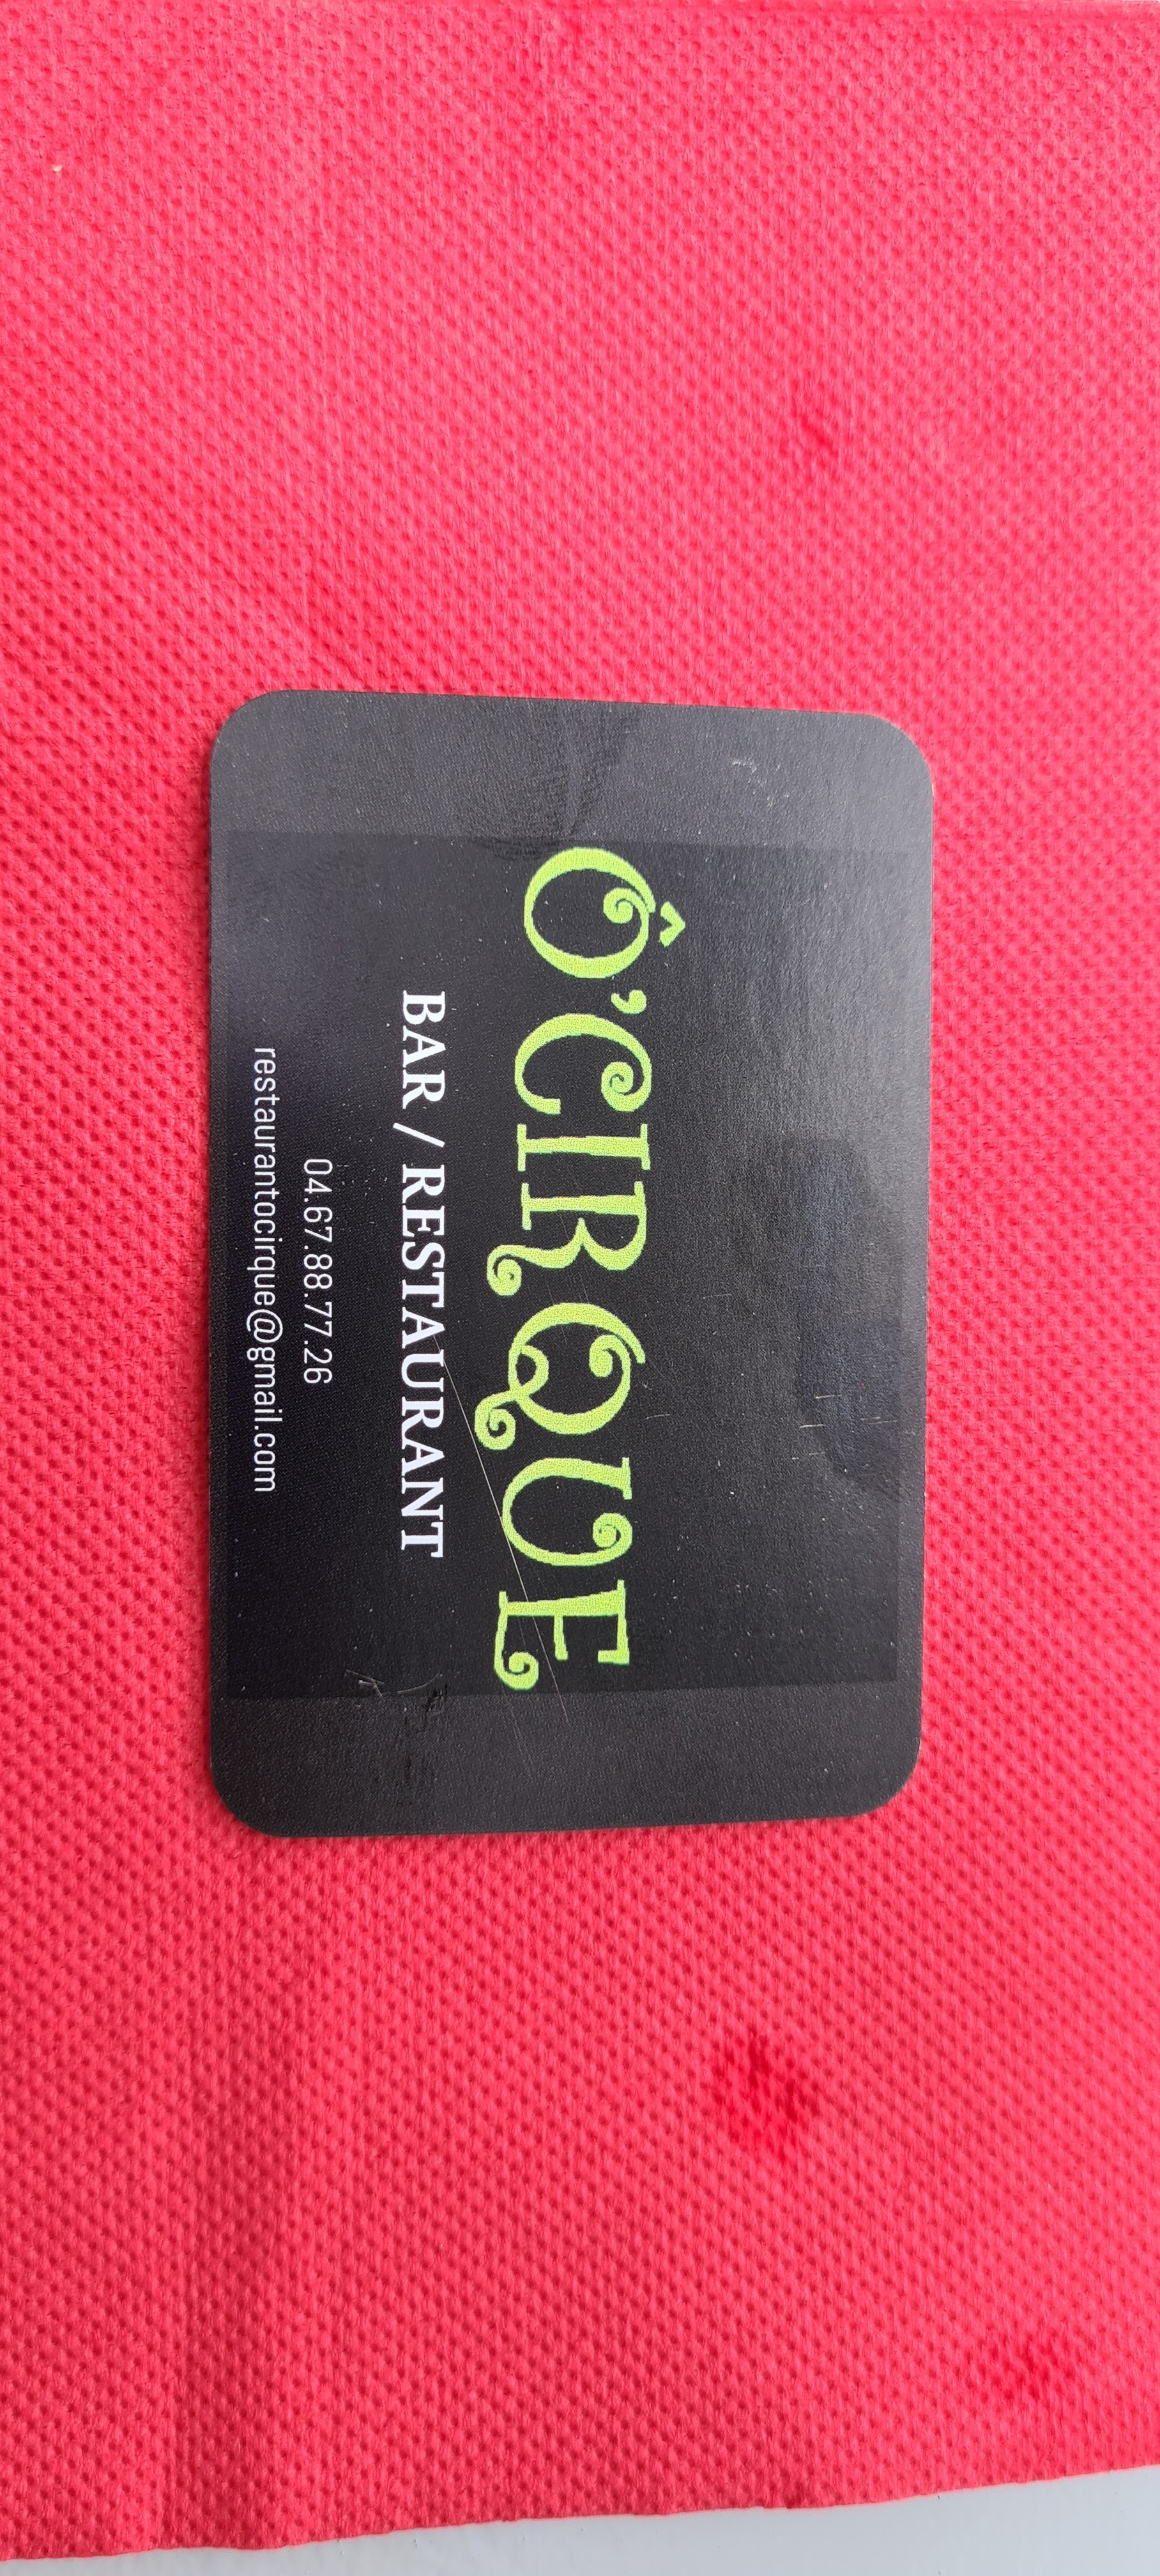 Ô'CIRQUE
BAR / RESTAURANT
04.67.88.77.26
restaurantocirque@gmail.com